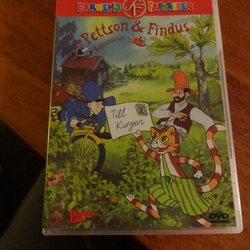 BARNENS FAVORITER
Pettson & Findus
Till
Kungen
DVD